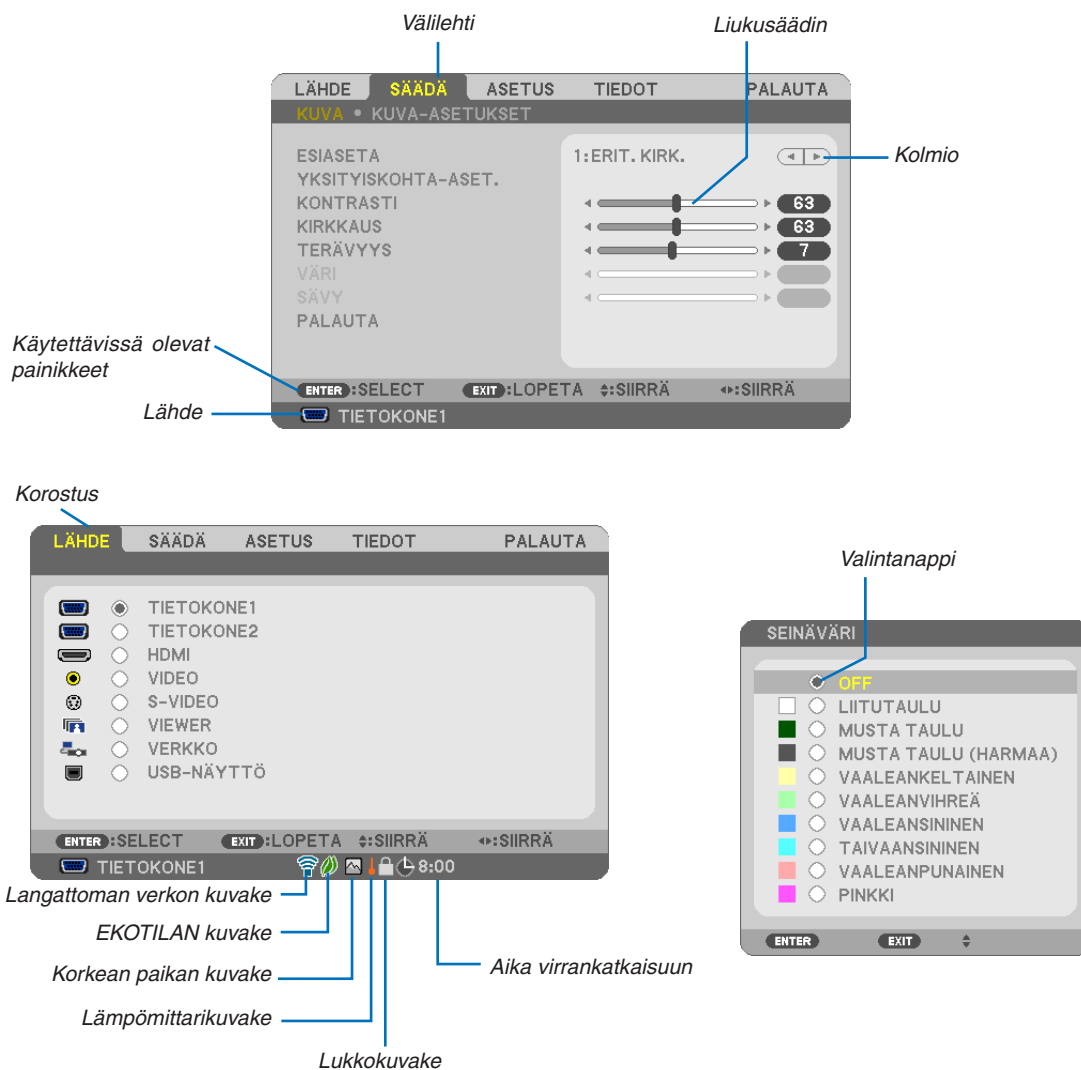 Välilehti
Liukusäädin
LÄHDE SÄÄDÄ ASETUS TIEDOT PALAUTA
KUVA • KUVA-ASETUKSET
ESIASETA 1:ERIT. KIRK.
Kolmio
YKSITYISKOHTA-ASET.
KONTRASTI 63
KIRKKAUS 63
TERÄVYYS 7
VÄRI
SÄVY
PALAUTA
Käytettävissä olevat
painikkeet
ENTER:SELECT EXIT:LOPETA :SIIRRÄ :SIIRRÄ
Lähde
TIETOKONE1
Korostus
LÄHDE SÄÄDÄ ASETUS TIEDOT PALAUTA
TIETOKONE1
TIETOKONE2
HDMI
VIDEO
S-VIDEO
VIEWER
VERKKO
USB-NÄYTTÖ
ENTER:SELECT EXIT:LOPETA :SIIRRÄ :SIIRRÄ
TIETOKONE1 8:00
Langattoman verkon kuvake
EKOTILAN kuvake
Korkean paikan kuvake
Lämpömittarikuvake
Lukkokuvake
Aika virrankatkaisuun
Valintanappi
SEINÄVÄRI
OFF
LIITUTAULU
MUSTA TAULU
MUSTA TAULU (HARMAA)
VAALEANKELTAINEN
VAALEANVIHREÄ
VAALEANSININEN
TAIVAANSININEN
VAALEANPUNAINEN
PINKKI
ENTER EXIT